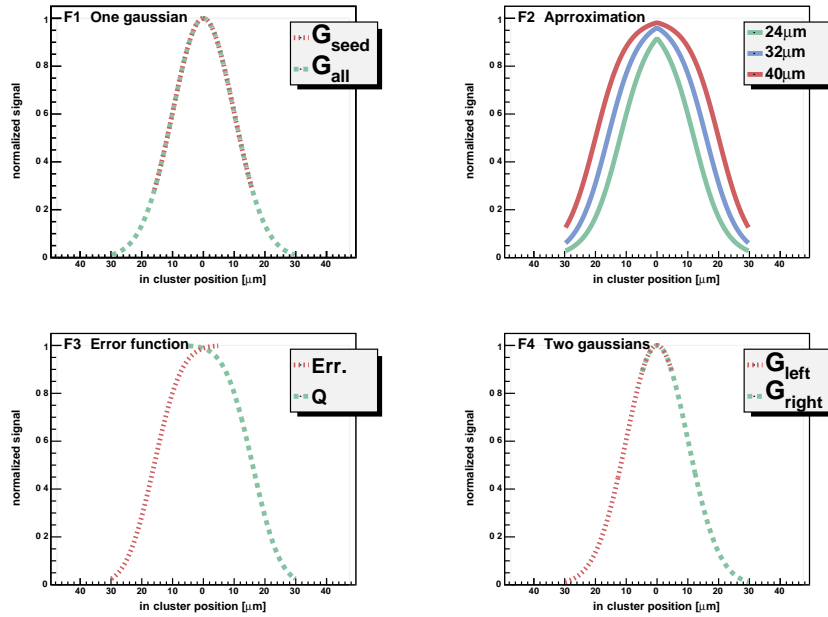 F1 One gaussian
G seed
G all
normalized signal
1
0 8
0 6
0 4
0 2
0
40 30 20 10 0 10 20 30 40
in cluster position [μm]
F2 Aproximation
24μm
32μm
40μm
normalized signal
1
0 8
0 6
0 4
0 2
0
40 30 20 10 0 10 20 30 40
in cluster position [μm]
F3 Error function
Err.
Q
normalized signal
1
0 8
0 6
0 4
0 2
0
40 30 20 10 0 10 20 30 40
in cluster position [μm]
F4 Two gaussians
G left
G right
normalized signal
1
0 8
0 6
0 4
0 2
0
40 30 20 10 0 10 20 30 40
in cluster position [μm]